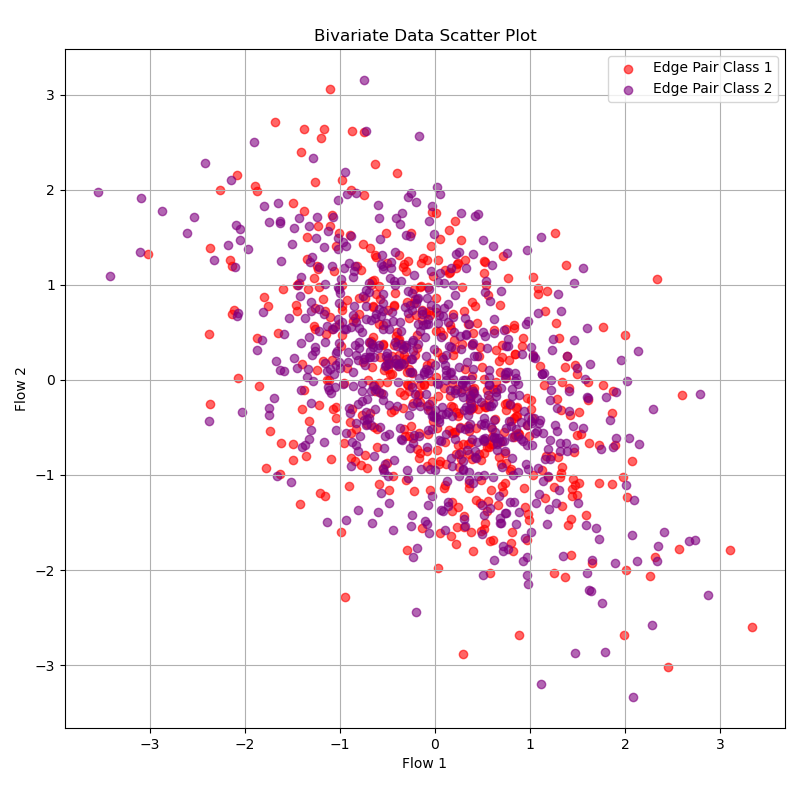 Bivariate Data Scatter Plot
Edge Pair Class 1
Edge Pair Class 2
Flow 2
3
2
1
0
−1
−2
−3
−3
−2
−1
0
1
2
3
Flow 1